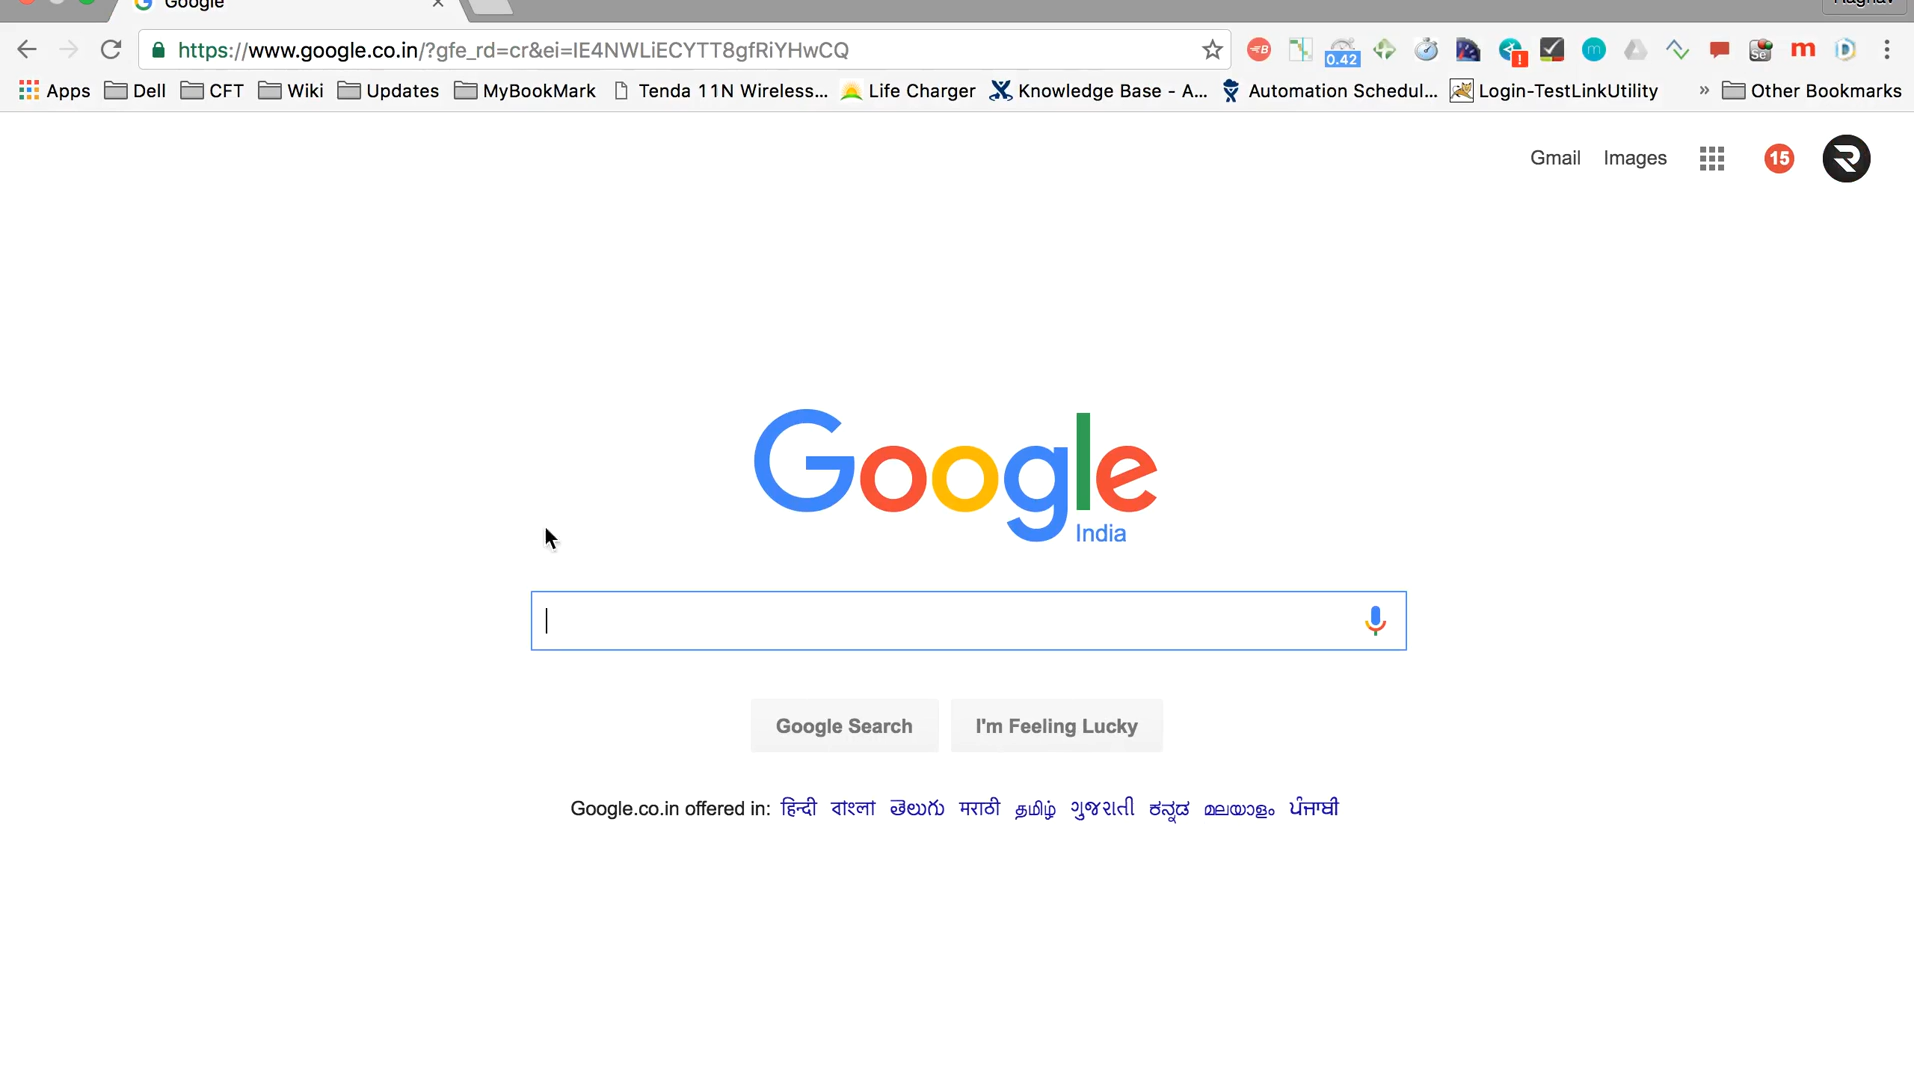 Google
https://www.google.co.in/?gfe_rd=cr&ei=IE4NWLiECYTT8gfRiYHwCQ
0.42
Apps Dell CFT Wiki Updates MyBookMark Tenda 11N Wireless... Life Charger Knowledge Base - A... Automation Schedul... Login-TestLinkUtility » Other Bookmarks
Gmail Images 15
Google
India
Google Search I'm Feeling Lucky
Google.co.in offered in: हिन्दी বাংলা తెలుగు मराठी தமிழ் ગુજરાતી ಕನ್ನಡ മലയാളം ਪੰਜਾਬੀ